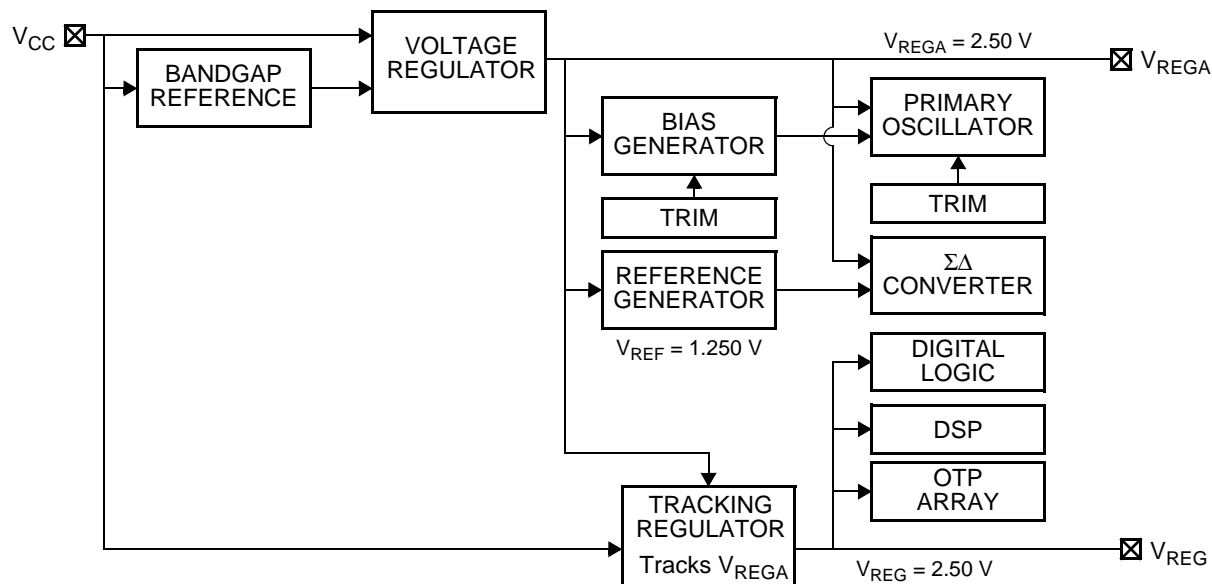 VCC
VOLTAGE
REGULATOR
BANDGAP
REFERENCE
VREGA = 2.50 V
VREGA
BIAS
GENERATOR
PRIMARY
OSCILLATOR
TRIM
TRIM
REFERENCE
GENERATOR
ΣΔ
CONVERTER
VREF = 1.250 V
DIGITAL
LOGIC
DSP
OTP
ARRAY
TRACKING
REGULATOR
Tracks VREGA
VREG = 2.50 V
VREG